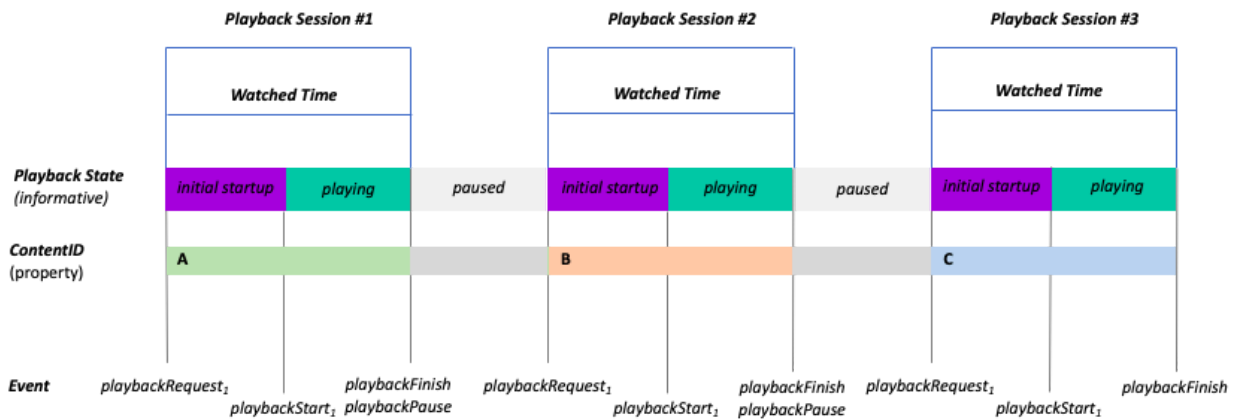 Playback Session #1
Playback Session #2
Playback Session #3
Watched Time
Watched Time
Watched Time
Playback State
(informative)
initial startup
playing
paused
initial startup
playing
paused
initial startup
playing
ContentID
(property)
A
B
C
Event
playbackRequest₁
playbackStart₁
playbackFinish
playbackPause
playbackRequest₁
playbackStart₁
playbackFinish
playbackPause
playbackRequest₁
playbackStart₁
playbackFinish